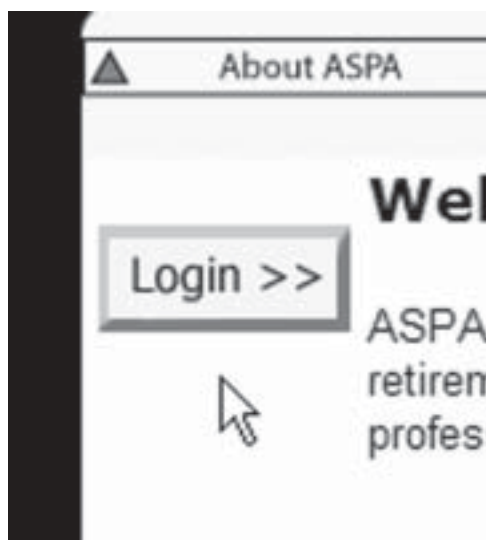 About ASPA
Wel
Login >>
ASPA
retirem
profes